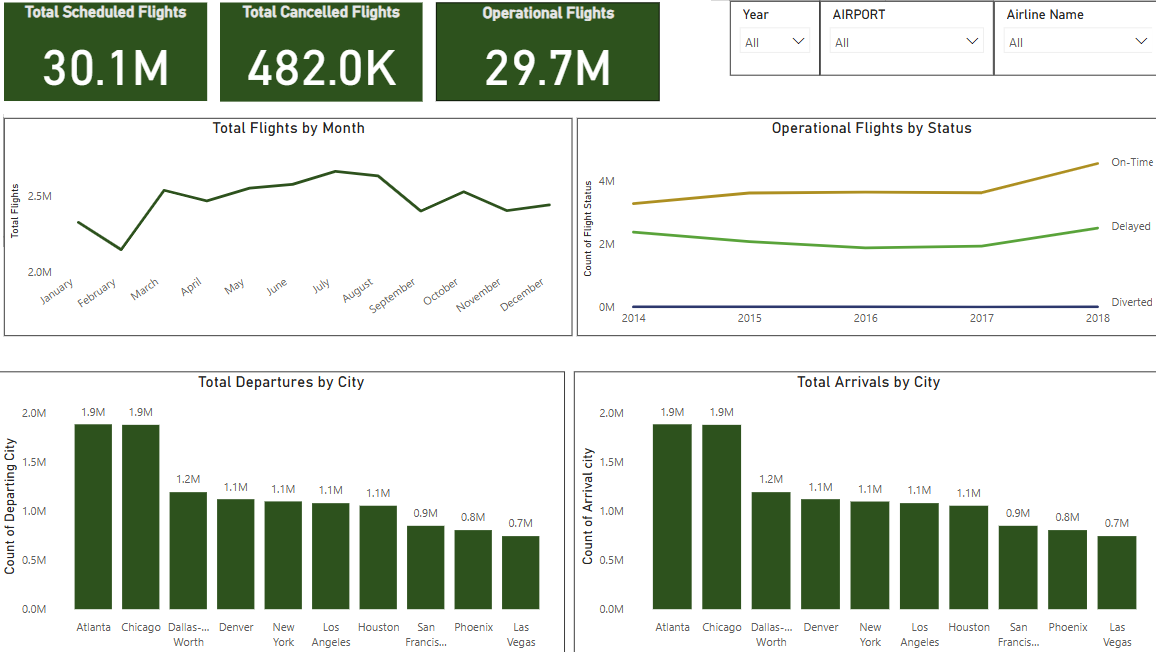 Total Scheduled Flights
30.1M
Total Cancelled Flights
482.0K
Operational Flights
29.7M
Year
All
AIRPORT
All
Airline Name
All
Total Flights by Month
Total Flights
2.5M
2.0M
January
February
March
April
May
June
July
August
September
October
November
December
Operational Flights by Status
Count of Flight Status
4M
2M
0M
On-Time
Delayed
Diverted
2014
2015
2016
2017
2018
Total Departures by City
Count of Departing City
2.0M
1.5M
1.0M
0.5M
0.0M
1.9M
1.9M
1.2M
1.1M
1.1M
1.1M
1.1M
0.9M
0.8M
0.7M
Atlanta
Chicago
Dallas-...
Worth
Denver
New
York
Los
Angeles
Houston
San
Francis...
Phoenix
Las
Vegas
Total Arrivals by City
Count of Arrival city
2.0M
1.5M
1.0M
0.5M
0.0M
1.9M
1.9M
1.2M
1.1M
1.1M
1.1M
1.1M
0.9M
0.8M
0.7M
Atlanta
Chicago
Dallas-...
Worth
Denver
New
York
Los
Angeles
Houston
San
Francis...
Phoenix
Las
Vegas